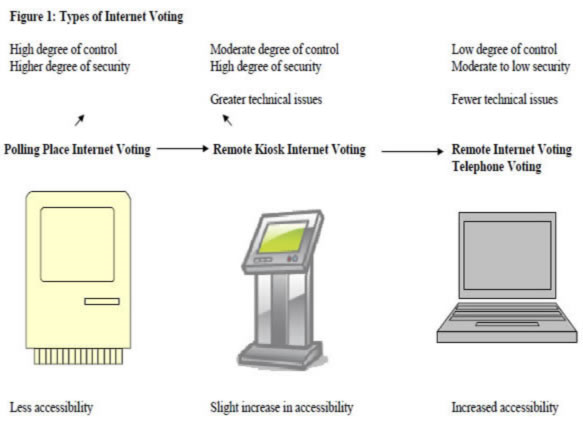 Figure 1: Types of Internet Voting
High degree of control
Higher degree of security
Moderate degree of control
High degree of security
Greater technical issues
Low degree of control
Moderate to low security
Fewer technical issues
Polling Place Internet Voting
Remote Kiosk Internet Voting
Remote Internet Voting
Telephone Voting
Less accessibility
Slight increase in accessibility
Increased accessibility